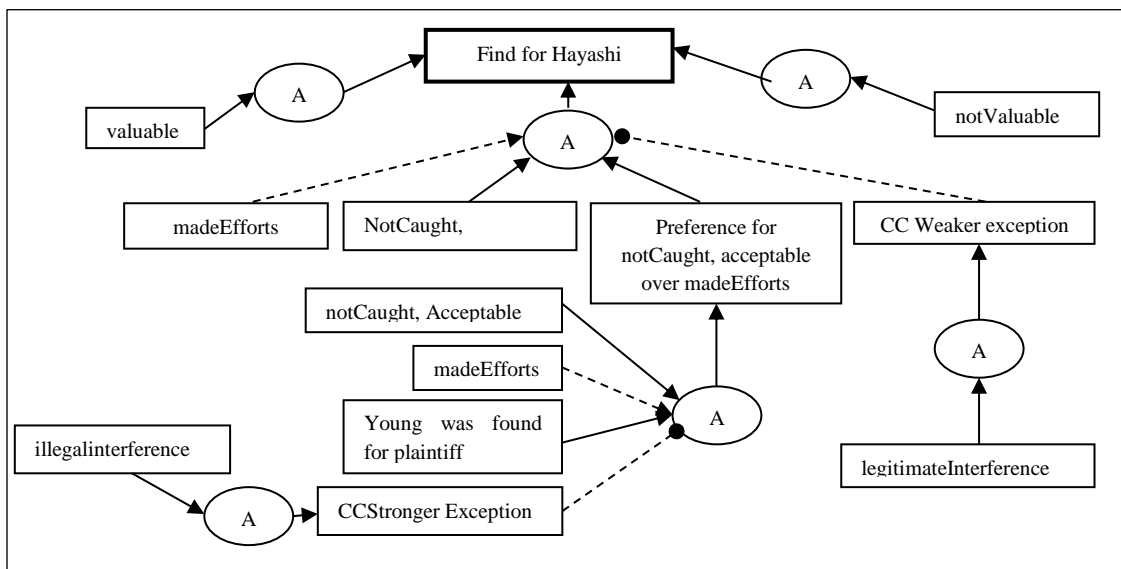 Find for Hayashi
A
A
valuable
notValuable
A
madeEfforts
NotCaught,
Preference for
notCaught, acceptable
over madeEfforts
CC Weaker exception
notCaught, Acceptable
A
madeEfforts
A
Young was found
for plaintiff
illegalinterference
legitimateInterference
A
CCStronger Exception